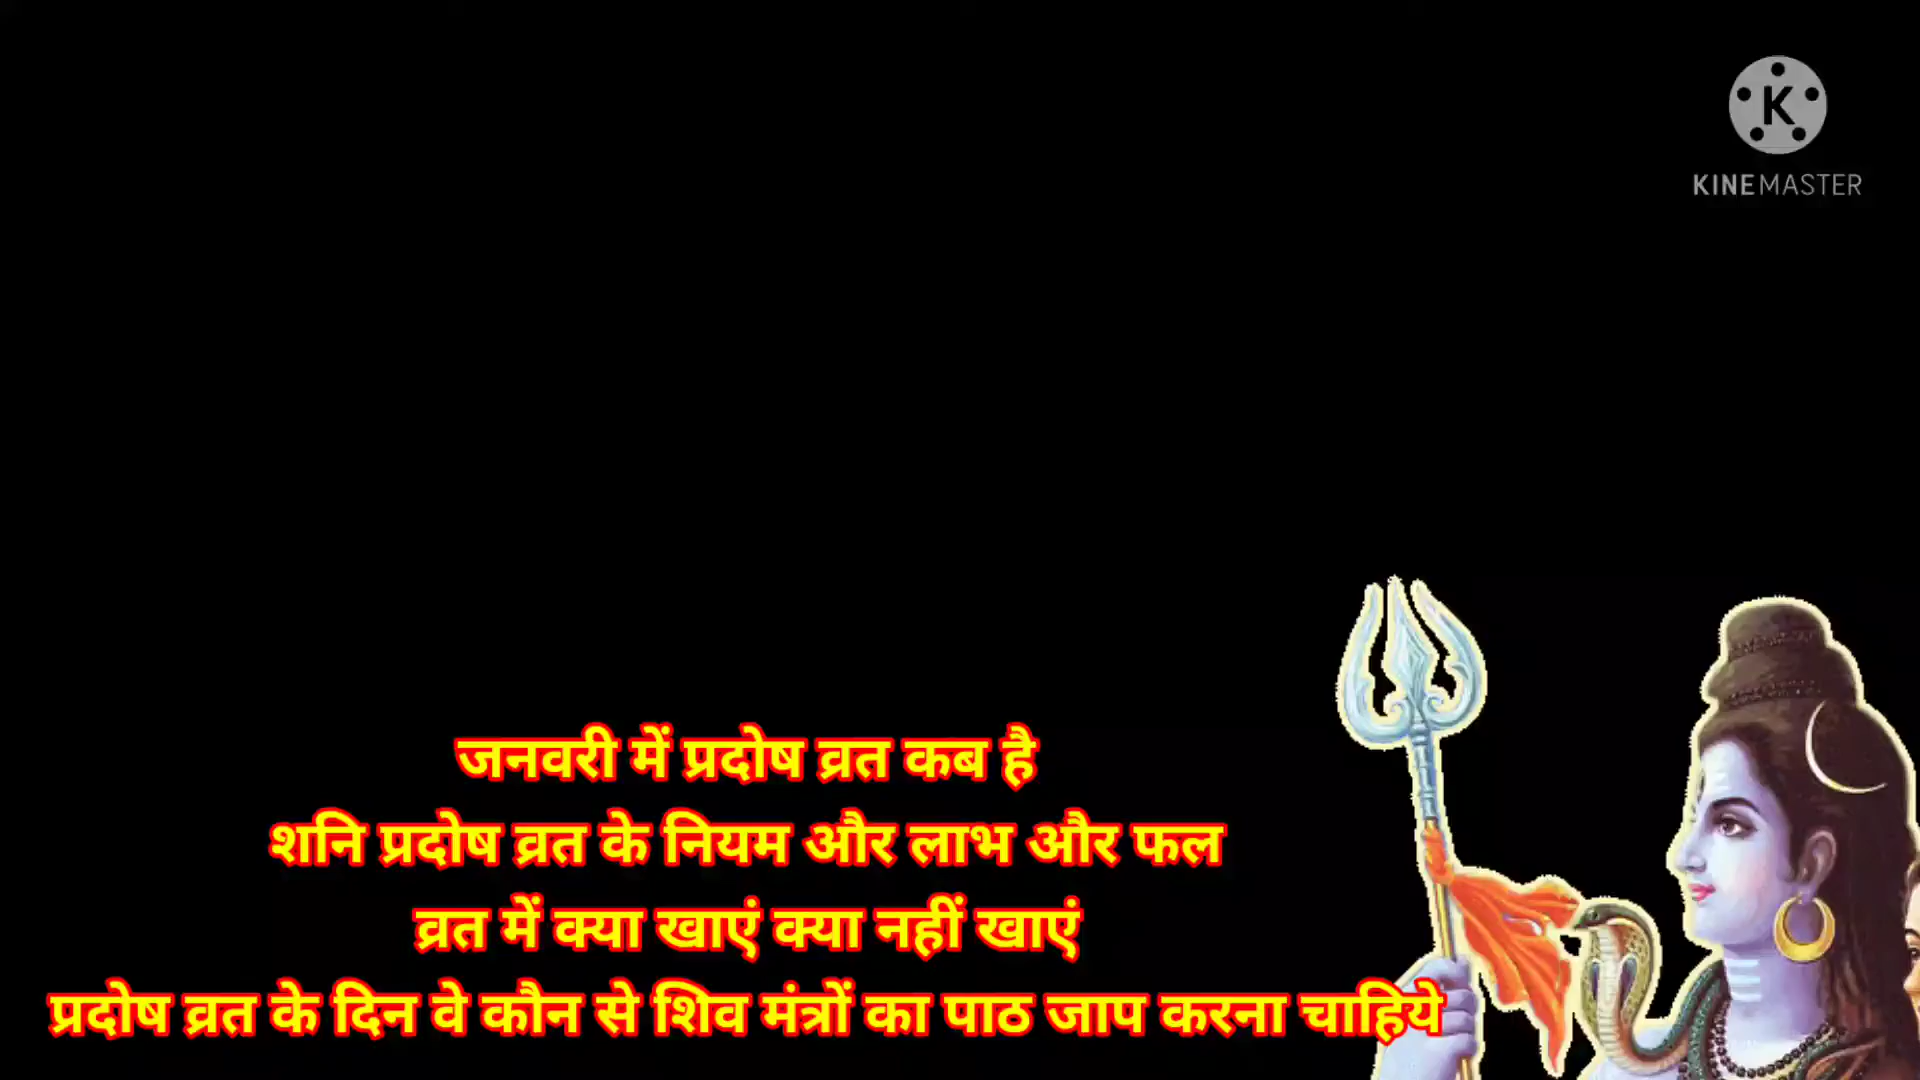 K
KINEMASTER
जनवरी में प्रदोष व्रत कब है
शनि प्रदोष व्रत के नियम और लाभ और फल
व्रत में क्या खाएं क्या नहीं खाएं
प्रदोष व्रत के दिन वे कौन से शिव मंत्रों का पाठ जाप करना चाहिये